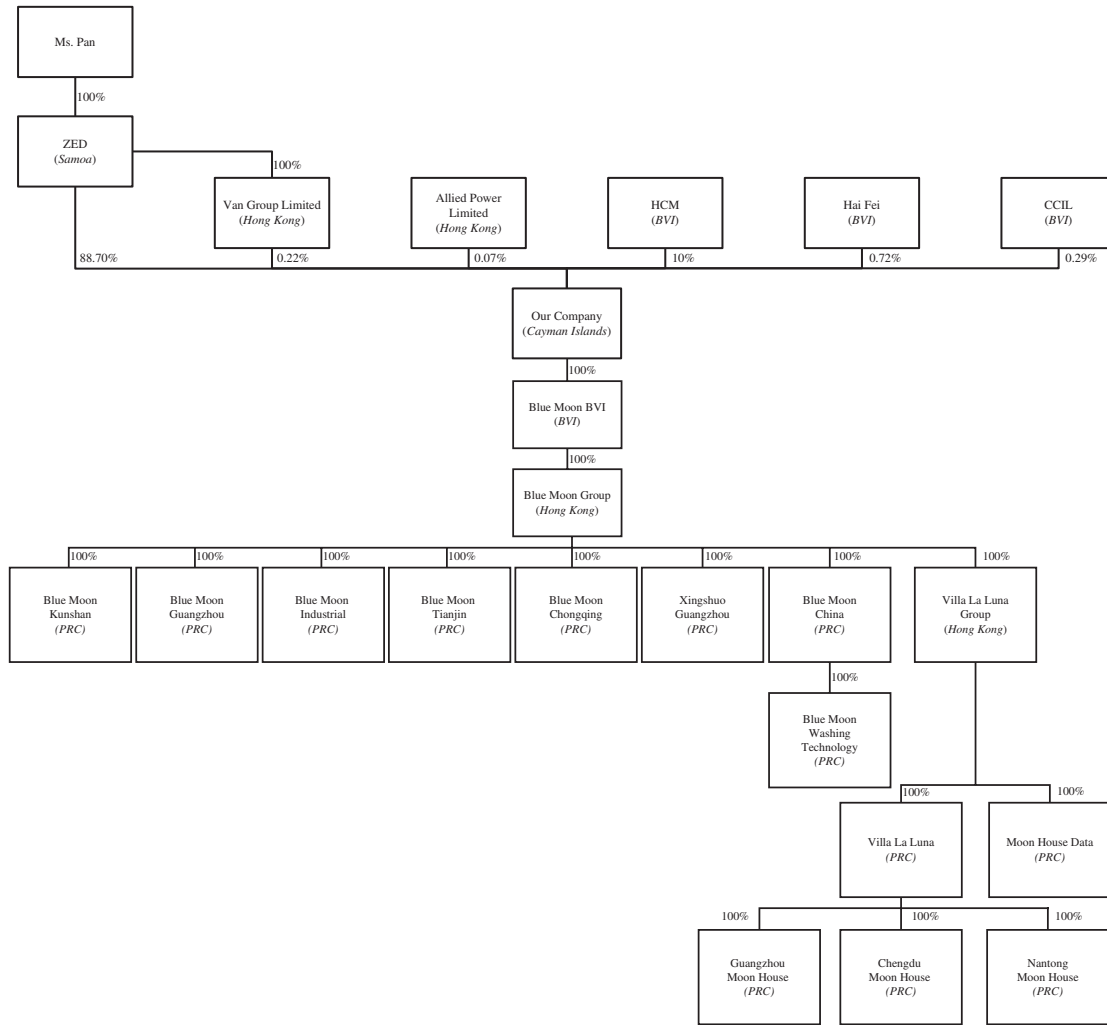 Ms. Pan
100%
ZED
(Samoa)
100%
Van Group Limited
(Hong Kong)
Allied Power
Limited
(Hong Kong)
HCM
(BVI)
Hai Fei
(BVI)
CCIL
(BVI)
88.70%
0.22%
0.07%
10%
0.72%
0.29%
Our Company
(Cayman Islands)
100%
Blue Moon BVI
(BVI)
100%
Blue Moon Group
(Hong Kong)
100%
100%
100%
100%
100%
100%
100%
100%
Blue Moon
Kunshan
(PRC)
Blue Moon
Guangzhou
(PRC)
Blue Moon
Industrial
(PRC)
Blue Moon
Tianjin
(PRC)
Blue Moon
Chongqing
(PRC)
Xingshuo
Guangzhou
(PRC)
Blue Moon
China
(PRC)
Villa La Luna
Group
(Hong Kong)
100%
Blue Moon
Washing
Technology
(PRC)
100%
100%
Villa La Luna
(PRC)
Moon House Data
(PRC)
100%
100%
100%
Guangzhou
Moon House
(PRC)
Chengdu
Moon House
(PRC)
Nantong
Moon House
(PRC)